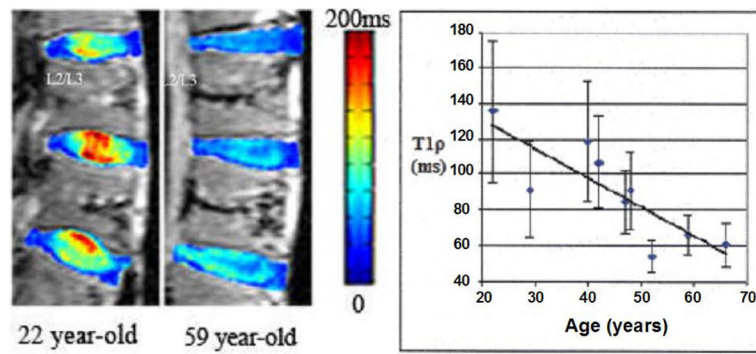 200ms
L2/L3
L2/L3
0
22 year-old
59 year-old
180
160
140
120
100
80
60
40
T1ρ
(ms)
20
30
40
50
60
70
Age (years)